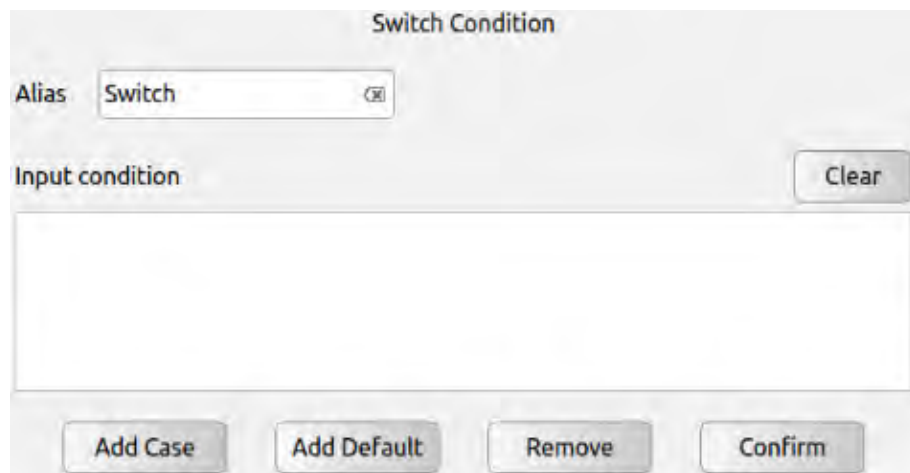 Switch Condition
Alias Switch
Input condition Clear
Add Case Add Default Remove Confirm